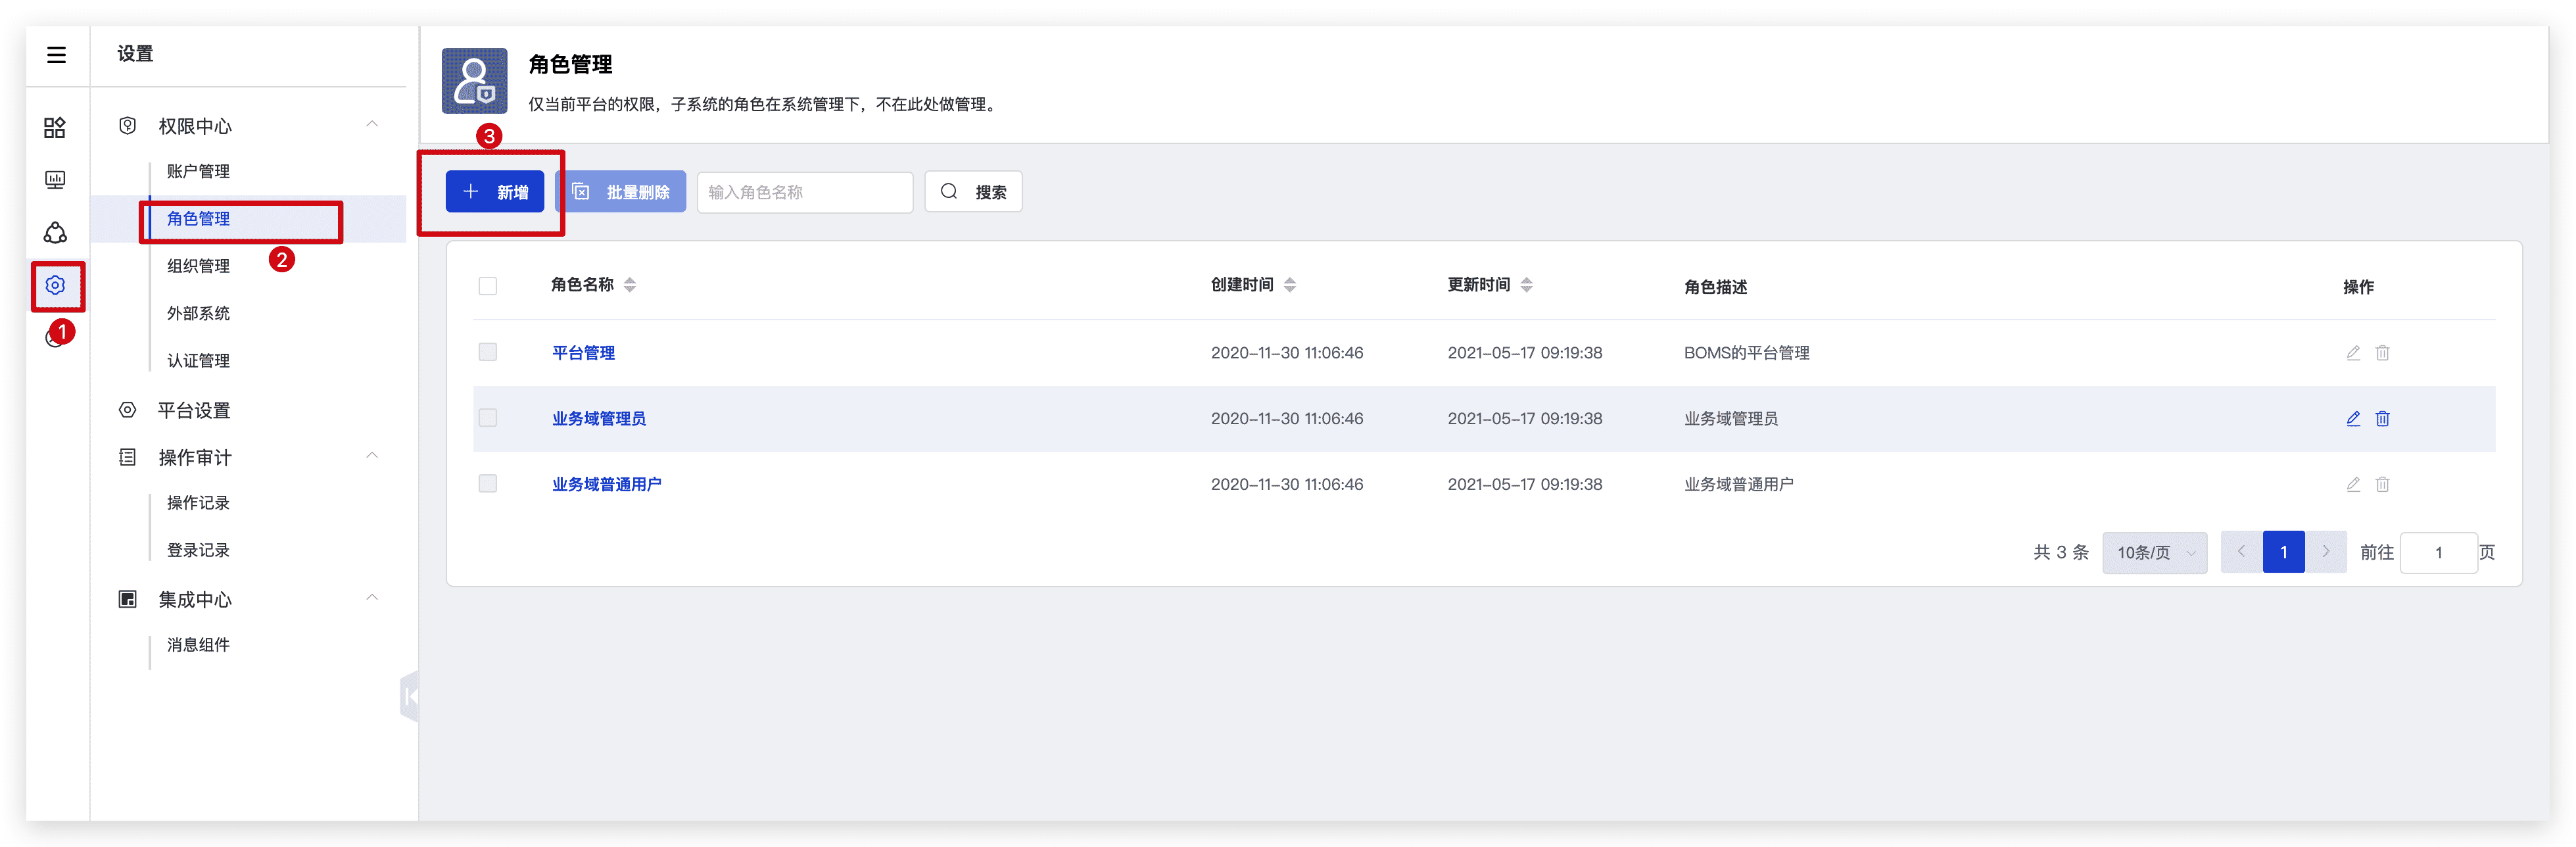 设置
权限中心
账户管理
角色管理
组织管理
外部系统
认证管理
平台设置
操作审计
操作记录
登录记录
集成中心
消息组件
1
2
3
角色管理
仅当前平台的权限，子系统的角色在系统管理下，不在此处做管理。
新增 批量删除 输入角色名称 搜索
角色名称 创建时间 更新时间 角色描述 操作
平台管理 2020-11-30 11:06:46 2021-05-17 09:19:38 BOMS的平台管理
业务域管理员 2020-11-30 11:06:46 2021-05-17 09:19:38 业务域管理员
业务域普通用户 2020-11-30 11:06:46 2021-05-17 09:19:38 业务域普通用户
共 3 条 10条/页 1 前往 1 页